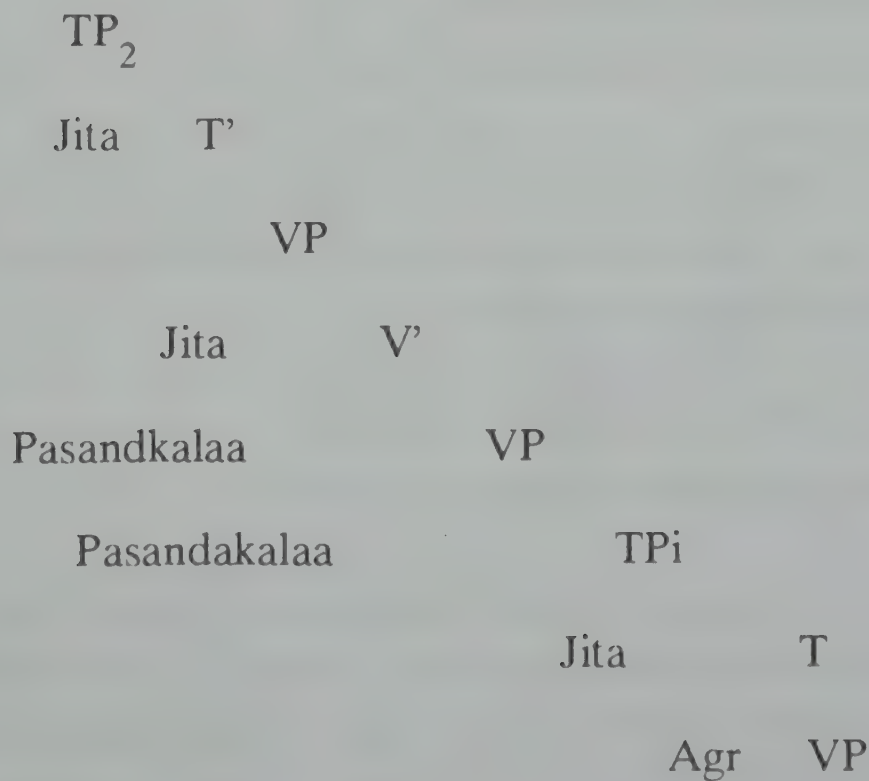 TP₂
Jita T’
VP
Jita V’
Pasandkalaa VP
Pasandakalaa TPi
Jita T
Agr VP